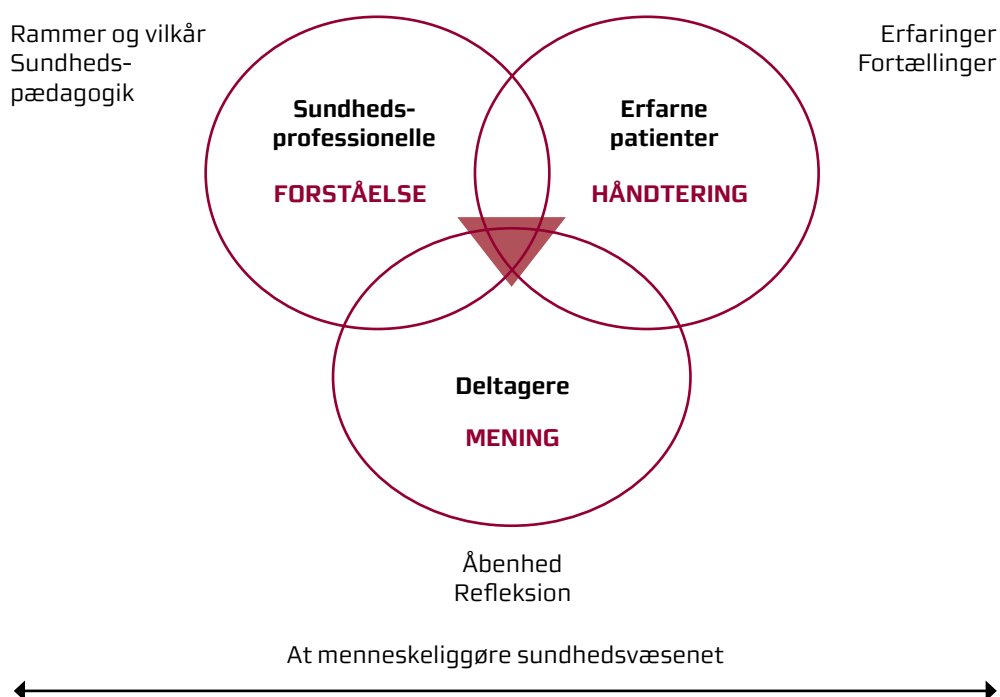 Rammer og vilkår
Sundheds-
pædagogik
Erfaringer
Fortællinger
Sundheds-
professionelle
FORSTÅELSE
Erfarne
patienter
HÅNDTERING
Deltagere
MENING
Åbenhed
Refleksion
At menneskeliggøre sundhedsvæsenet